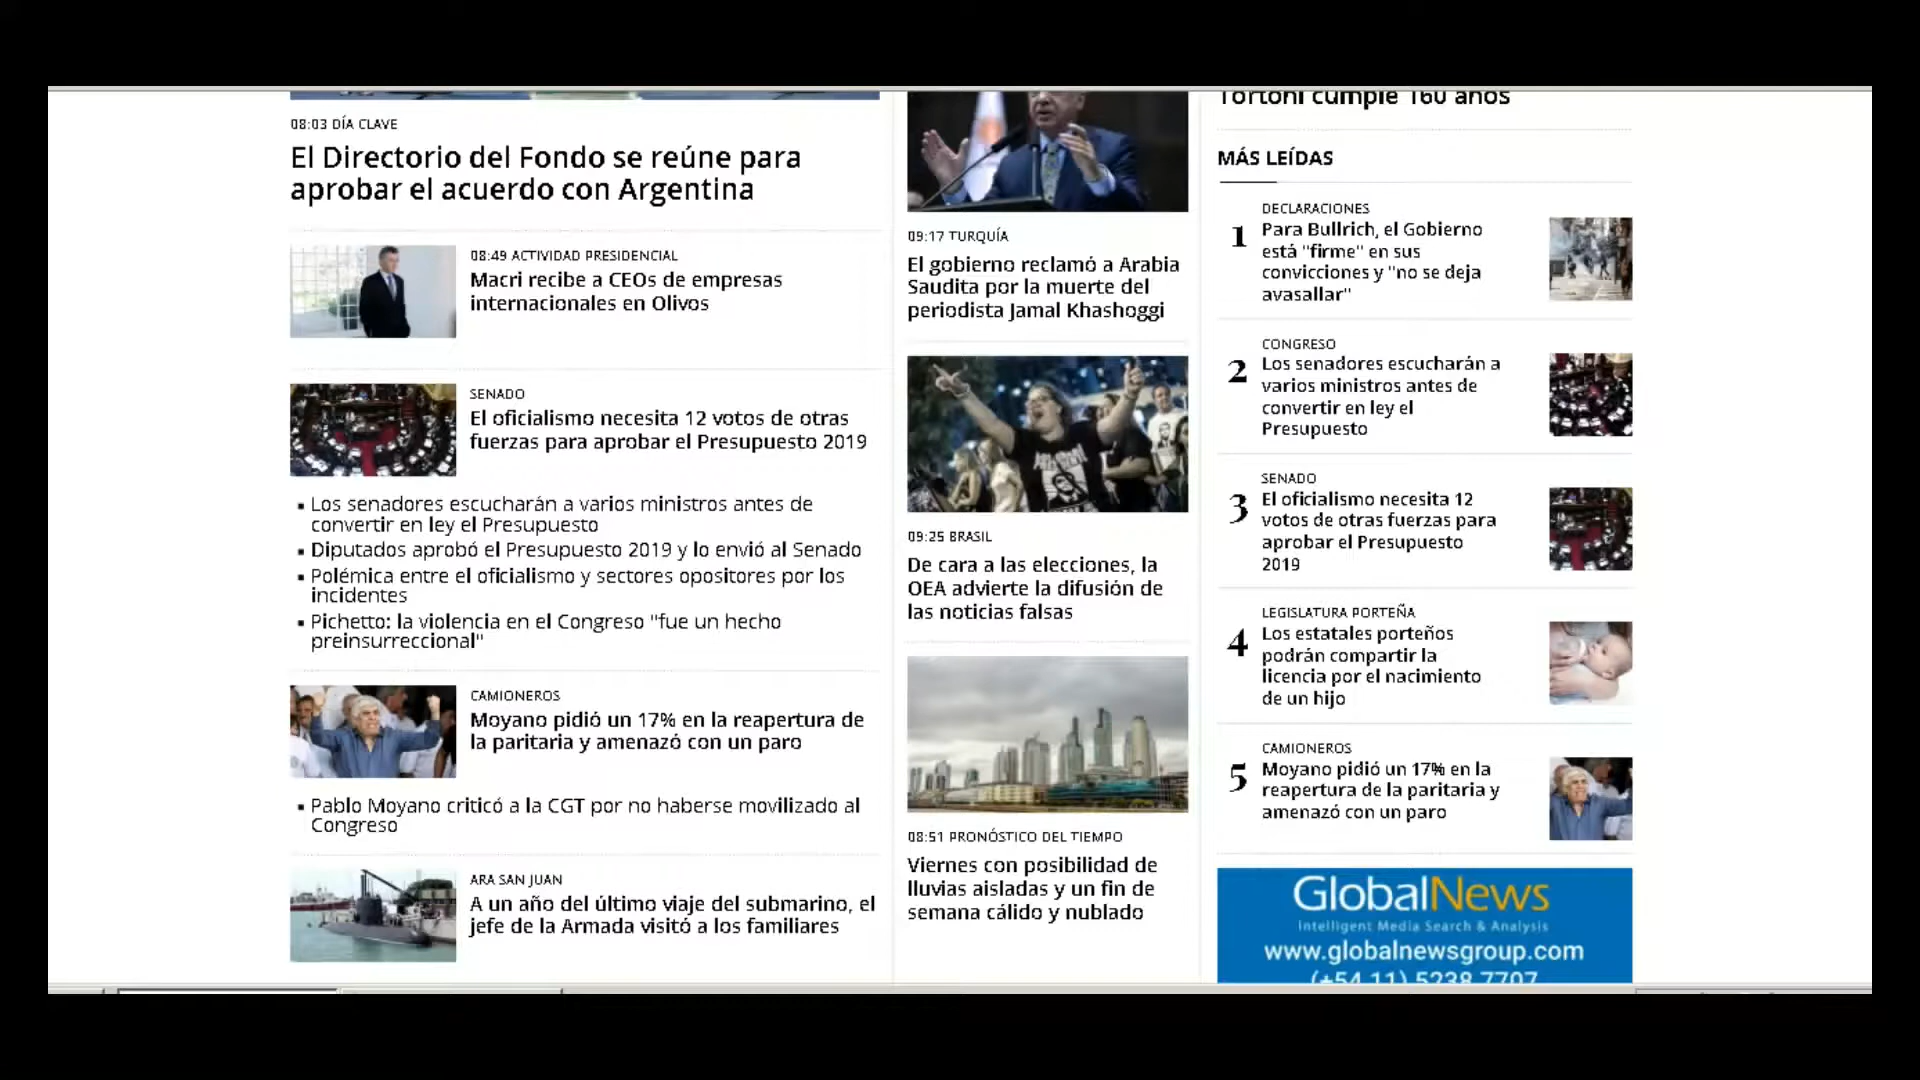 08:03 DÍA CLAVE
El Directorio del Fondo se reúne para
aprobar el acuerdo con Argentina
08:49 ACTIVIDAD PRESIDENCIAL
Macri recibe a CEOs de empresas
internacionales en Olivos
SENADO
El oficialismo necesita 12 votos de otras
fuerzas para aprobar el Presupuesto 2019
▪ Los senadores escucharán a varios ministros antes de
convertir en ley el Presupuesto
▪ Diputados aprobó el Presupuesto 2019 y lo envió al Senado
▪ Polémica entre el oficialismo y sectores opositores por los
incidentes
▪ Pichetto: la violencia en el Congreso "fue un hecho
preinsurreccional"
CAMIONEROS
Moyano pidió un 17% en la reapertura de
la paritaria y amenazó con un paro
▪ Pablo Moyano criticó a la CGT por no haberse movilizado al
Congreso
ARA SAN JUAN
A un año del último viaje del submarino, el
jefe de la Armada visitó a los familiares
09:17 TURQUÍA
El gobierno reclamó a Arabia
Saudita por la muerte del
periodista Jamal Khashoggi
09:25 BRASIL
De cara a las elecciones, la
OEA advierte la difusión de
las noticias falsas
08:51 PRONÓSTICO DEL TIEMPO
Viernes con posibilidad de
lluvias aisladas y un fin de
semana cálido y nublado
Tortoni cumple 160 años
MÁS LEÍDAS
1
DECLARACIONES
Para Bullrich, el Gobierno
está "firme" en sus
convicciones y "no se deja
avasallar"
2
CONGRESO
Los senadores escucharán a
varios ministros antes de
convertir en ley el
Presupuesto
3
SENADO
El oficialismo necesita 12
votos de otras fuerzas para
aprobar el Presupuesto
2019
4
LEGISLATURA PORTEÑA
Los estatales porteños
podrán compartir la
licencia por el nacimiento
de un hijo
5
CAMIONEROS
Moyano pidió un 17% en la
reapertura de la paritaria y
amenazó con un paro
GlobalNews
Intelligent Media Search & Analysis
www.globalnewsgroup.com
(+54 11) 5238 7707